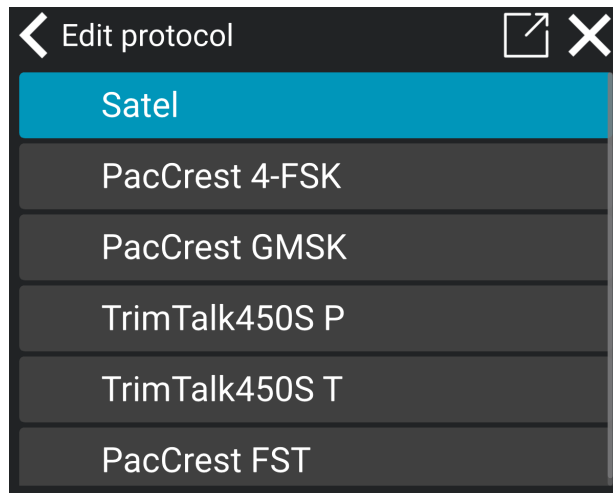 Edit protocol
Satel
PacCrest 4-FSK
PacCrest GMSK
TrimTalk450S P
TrimTalk450S T
PacCrest FST